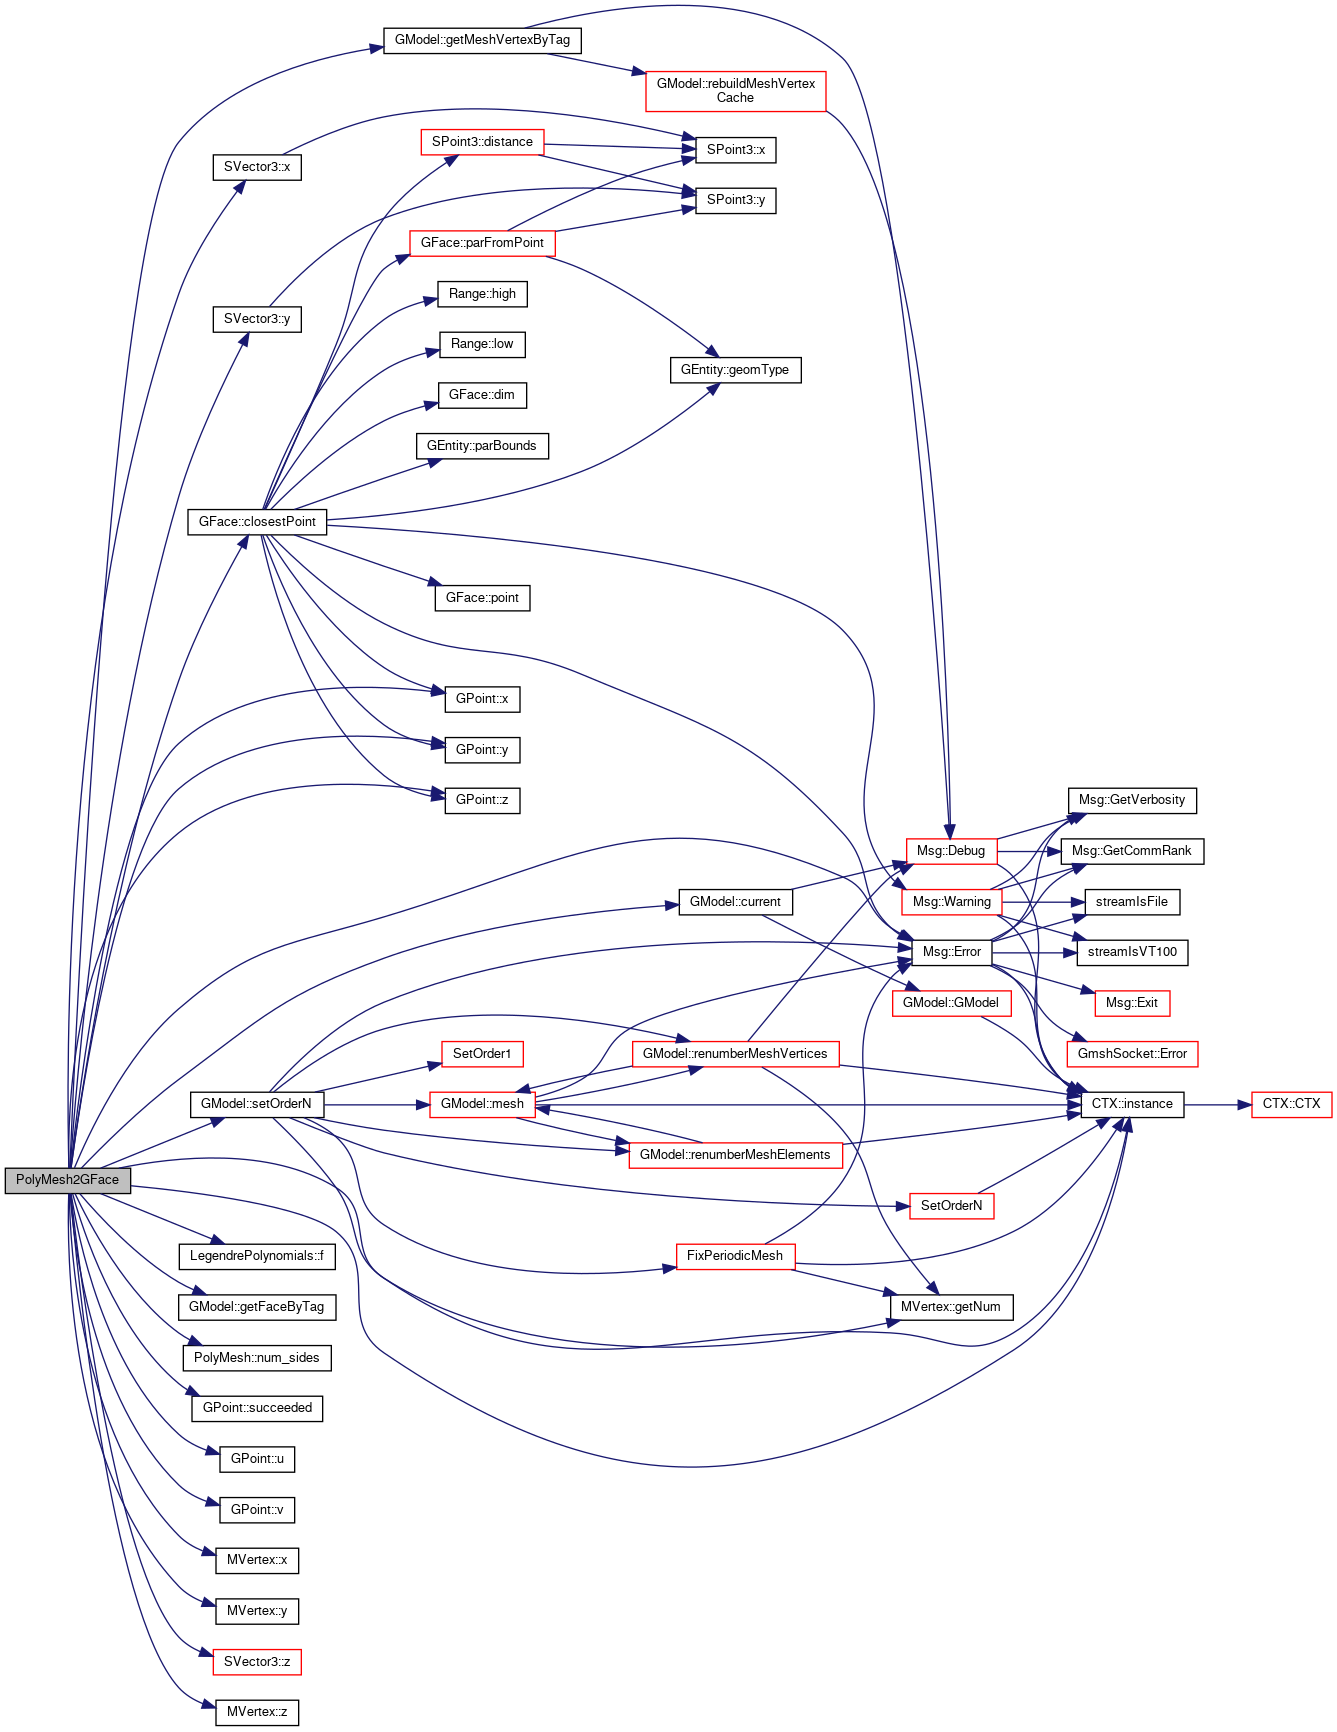 GModel::getMeshVertexByTag
GModel::rebuildMeshVertex
Cache
SPoint3::distance
SPoint3::x
SVector3::x
SPoint3::y
GFace::parFromPoint
Range::high
SVector3::y
Range::low
GEntity::geomType
GFace::dim
GEntity::parBounds
GFace::closestPoint
GFace::point
GPoint::x
GPoint::y
GPoint::z
Msg::GetVerbosity
Msg::Debug
Msg::GetCommRank
GModel::current
Msg::Warning
streamIsFile
Msg::Error
streamIsVT100
GModel::GModel
Msg::Exit
SetOrder1
GModel::renumberMeshVertices
GmshSocket::Error
GModel::setOrderN
GModel::mesh
CTX::instance
CTX::CTX
GModel::renumberMeshElements
PolyMesh2GFace
SetOrderN
LegendrePolynomials::f
FixPeriodicMesh
GModel::getFaceByTag
MVertex::getNum
PolyMesh::num_sides
GPoint::succeeded
GPoint::u
GPoint::v
MVertex::x
MVertex::y
SVector3::z
MVertex::z